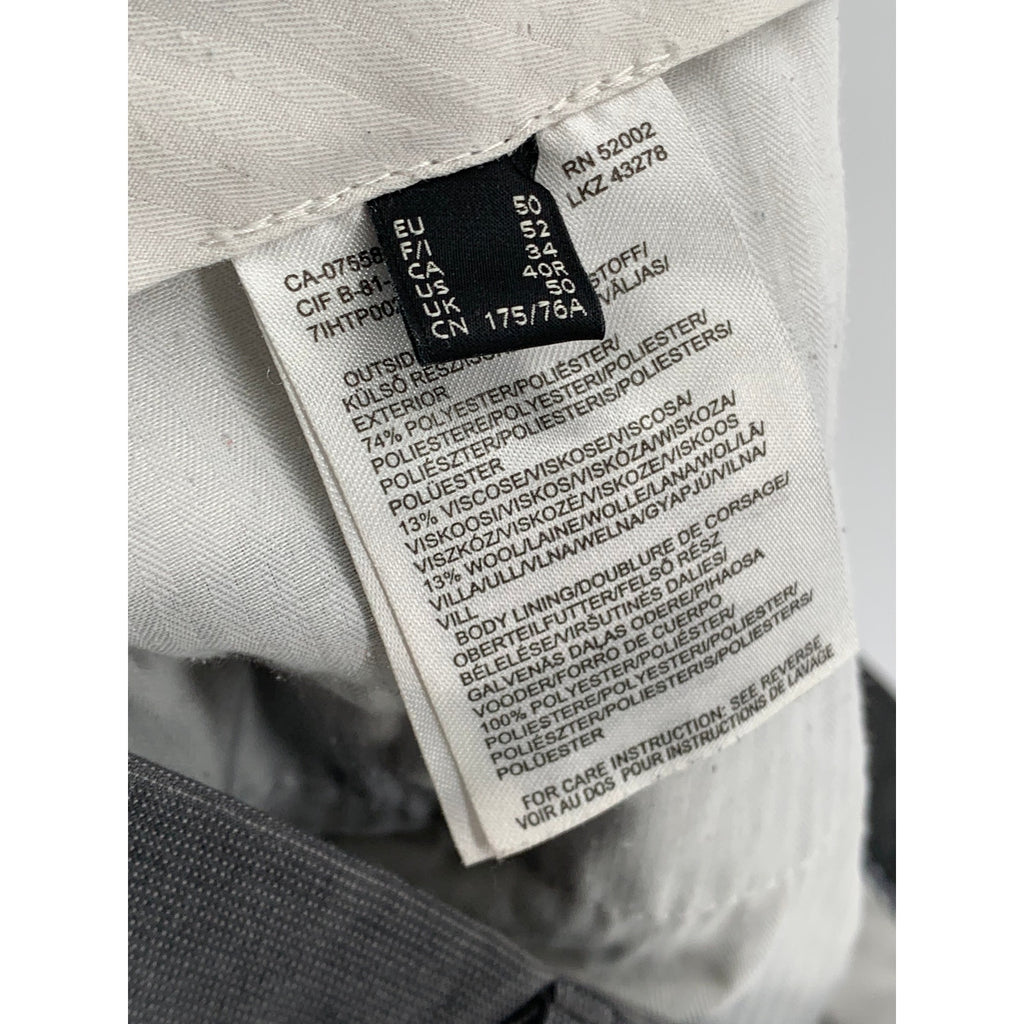 RN 52002
LKZ 43278
EU 50
F/I 52
CA 34
US 40R
UK 50
CN 175/76A
CA-07558
CIF B-81-
7IHTP00
OUTSID STOFF/
KÜLSŐ RÉSZ/ VÄLJAS/
EXTERIOR
74% POLYESTER/POLIÉSTER/
POLIESTERE/POLYESTERI/POLIESTER/
POLIÉSZTER/POLIESTERIS/POLIESTERS/
POLÜESTER
13% VISCOSE/VISKOSE/VISCOSA/
VISKOOSI/VISKOS/VISKÓZA/WISKOZA/
VISZKÓZ/VISKOZĖ/VISKOZE/VISKOOS
13% WOOL/LAINE/WOLLE/LANA/WOL/LÃ/
VILLA/ULL/VLNA/WEŁNA/GYAPJÚ/VILNA/
VILL
BODY LINING/DOUBLURE DE CORSAGE/
OBERTEILFUTTER/FELSŐ RÉSZ
BÉLELÉSE/VIRŠUTINĖS DALIES/
GALVENĀS DAĻAS ODERE/PIHAOSA
VOODER/FORRO DE CUERPO
100% POLYESTER/POLIÉSTER/
POLIESTERE/POLYESTERI/POLIESTER/
POLIÉSZTER/POLIESTERIS/POLIESTERS/
POLÜESTER
FOR CARE INSTRUCTION: SEE REVERSE
VOIR AU DOS POUR INSTRUCTIONS DE LAVAGE